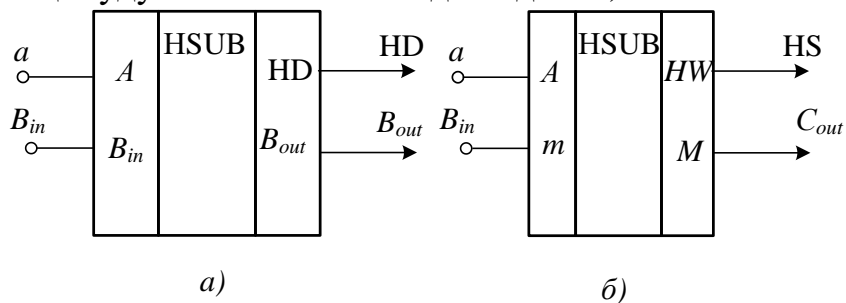 HSUB HSUB
a A HD HD a A HW HS
B_in B_in B_out B_out B_in m M C_out
а) б)